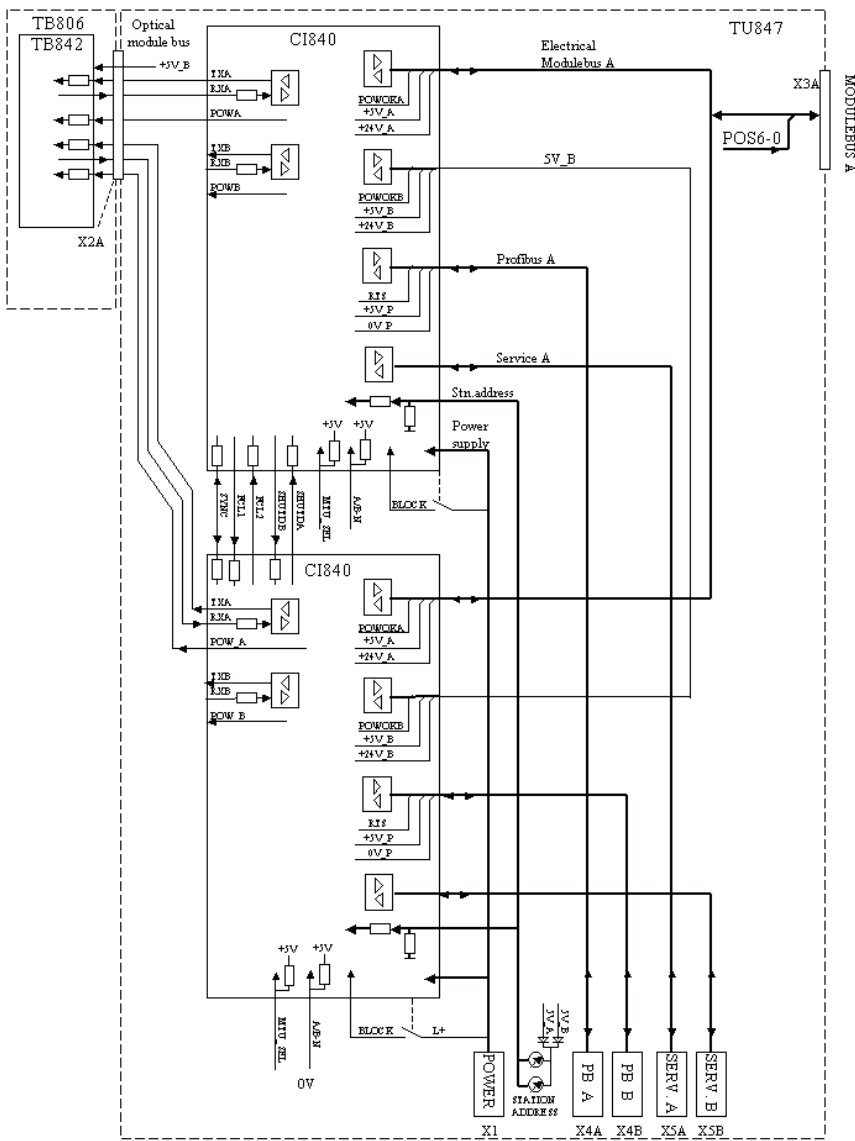 TB806
TB842
Optical
module bus
+5V_B
CI840
TU847
TXA
RXA
POWA
TXB
RXB
POWB
X2A
POWOKA
+5V_A
+24V_A
Electrical
Modulebus A
X3A
MODULEBUS A
POS6-0
5V_B
POWOKB
+5V_B
+24V_B
Profibus A
RTS
+5V_P
0V_P
Service A
Stn.address
+5V
+5V
Power
supply
BLOCK
SYNC
RCL1
RCL2
SHUTDB
SHUTDA
MTU_SEL
A/B-N
CI840
TXA
RXA
POW_A
TXB
RXB
POW_B
POWOKA
+5V_A
+24V_A
POWOKB
+5V_B
+24V_B
RTS
+5V_P
0V_P
+5V
+5V
MTU_SEL
A/B-N
0V
BLOCK
L+
5V_A
5V_B
STATION
ADDRESS
POWER
PB A
PB B
SERV. A
SERV. B
X1
X4A
X4B
X5A
X5B